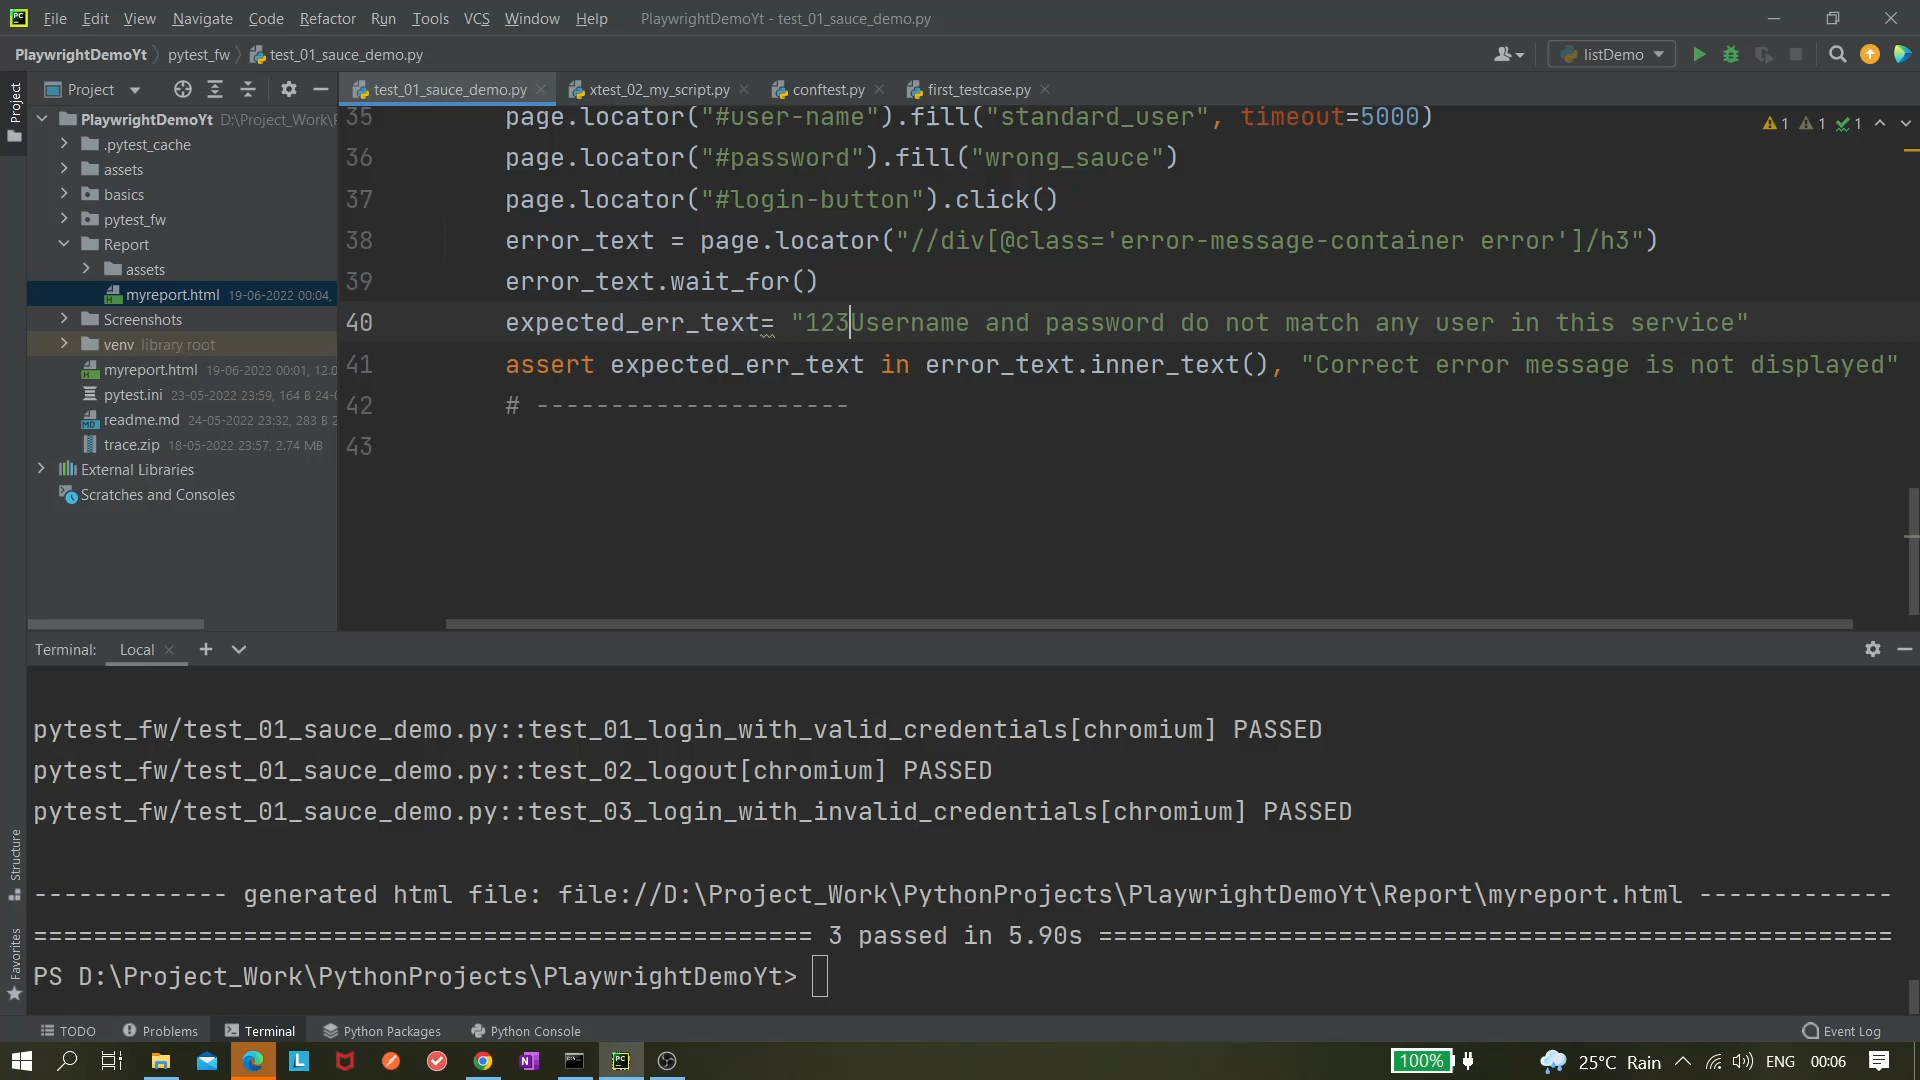 File Edit View Navigate Code Refactor Run Tools VCS Window Help PlaywrightDemoYt - test_01_sauce_demo.py
PlaywrightDemoYt pytest_fw test_01_sauce_demo.py listDemo
Project test_01_sauce_demo.py xtest_02_my_script.py conftest.py first_testcase.py
Project
PlaywrightDemoYt D:\Project_Work\
.pytest_cache
assets
basics
pytest_fw
Report
assets
myreport.html 19-06-2022 00:04,
Screenshots
venv library root
myreport.html 19-06-2022 00:01, 12.0
pytest.ini 23-05-2022 23:59, 164 B 24-0
readme.md 24-05-2022 23:32, 283 B 2
trace.zip 18-05-2022 23:57, 2.74 MB
External Libraries
Scratches and Consoles
35 page.locator("#user-name").fill("standard_user", timeout=5000)
36 page.locator("#password").fill("wrong_sauce")
37 page.locator("#login-button").click()
38 error_text = page.locator("//div[@class='error-message-container error']/h3")
39 error_text.wait_for()
40 expected_err_text= "123Username and password do not match any user in this service"
41 assert expected_err_text in error_text.inner_text(), "Correct error message is not displayed"
42 # ---------------------
43
1 1 1
Terminal: Local
pytest_fw/test_01_sauce_demo.py::test_01_login_with_valid_credentials[chromium] PASSED
pytest_fw/test_01_sauce_demo.py::test_02_logout[chromium] PASSED
pytest_fw/test_01_sauce_demo.py::test_03_login_with_invalid_credentials[chromium] PASSED
------------- generated html file: file://D:\Project_Work\PythonProjects\PlaywrightDemoYt\Report\myreport.html -------------
==================================================== 3 passed in 5.90s =====================================================
PS D:\Project_Work\PythonProjects\PlaywrightDemoYt>
Structure
Favorites
TODO Problems Terminal Python Packages Python Console Event Log
100% 25°C Rain ENG 00:06